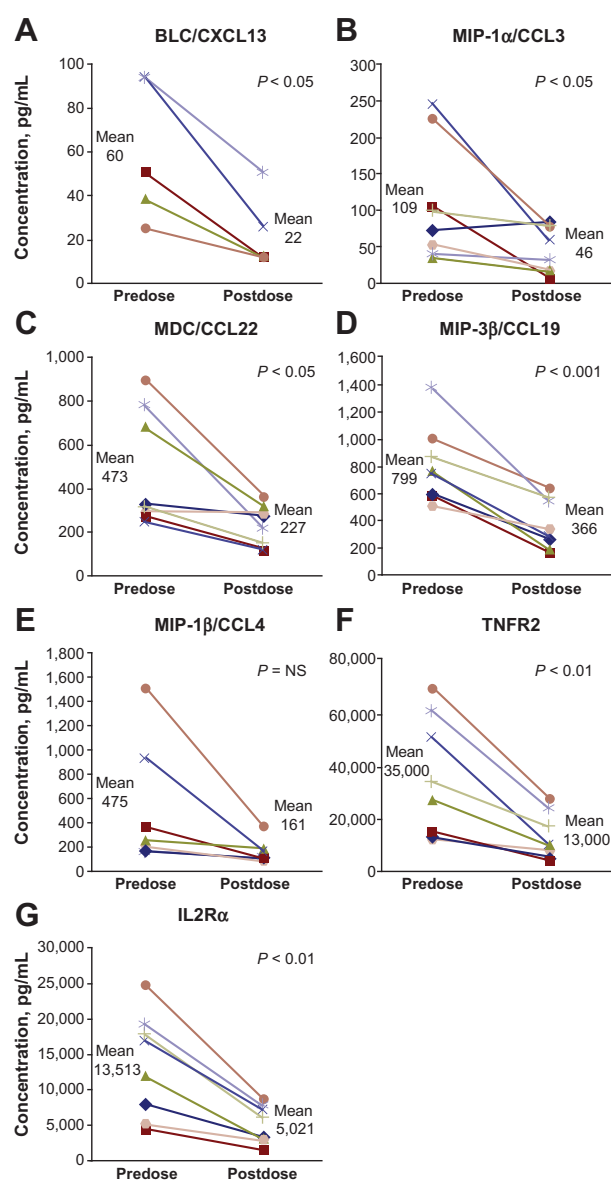 A
BLC/CXCL13
Concentration, pg/mL
100
80
60
40
20
0
P < 0.05
Mean
60
Mean
22
Predose
Postdose
B
MIP-1α/CCL3
300
250
200
150
100
50
0
P < 0.05
Mean
109
Mean
46
Predose
Postdose
C
MDC/CCL22
Concentration, pg/mL
1,000
800
600
400
200
0
P < 0.05
Mean
473
Mean
227
Predose
Postdose
D
MIP-3β/CCL19
1,600
1,400
1,200
1,000
800
600
400
200
0
P < 0.001
Mean
799
Mean
366
Predose
Postdose
E
MIP-1β/CCL4
Concentration, pg/mL
1,800
1,600
1,400
1,200
1,000
800
600
400
200
0
P = NS
Mean
475
Mean
161
Predose
Postdose
F
TNFR2
80,000
60,000
40,000
20,000
0
P < 0.01
Mean
35,000
Mean
13,000
Predose
Postdose
G
IL2Rα
Concentration, pg/mL
30,000
25,000
20,000
15,000
10,000
5,000
0
P < 0.01
Mean
13,513
Mean
5,021
Predose
Postdose